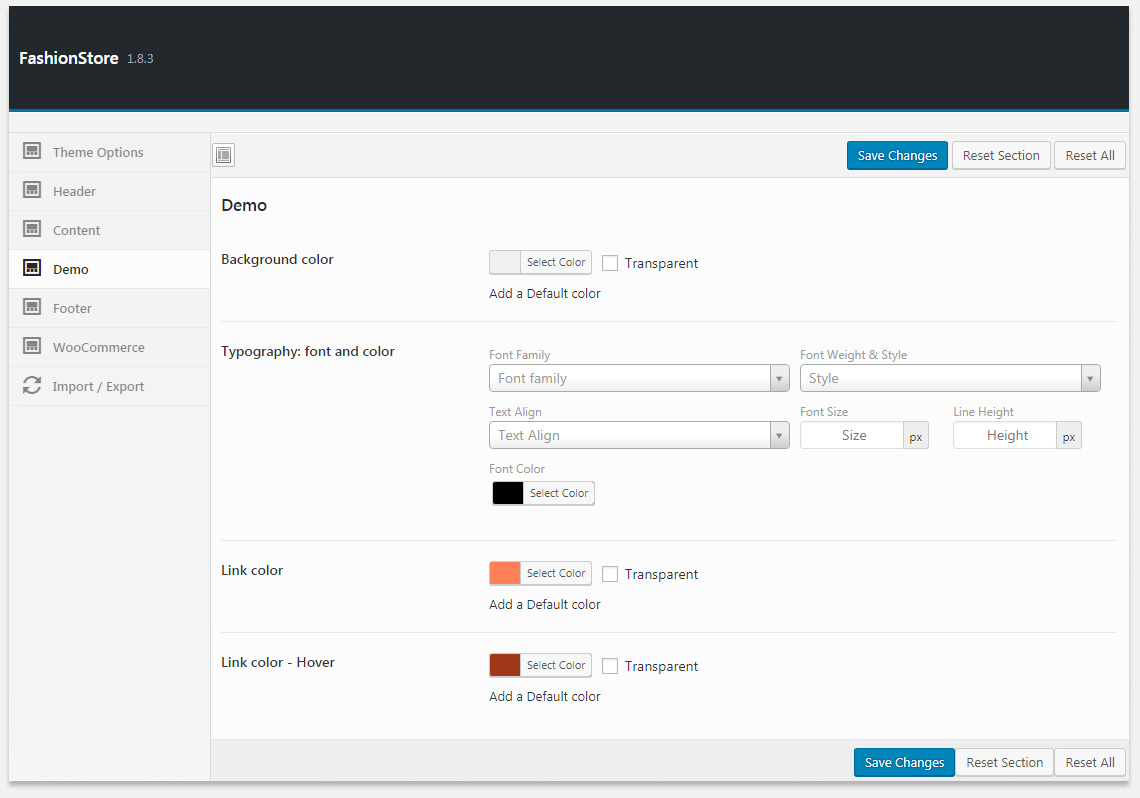 FashionStore 1.8.3
Theme Options
Header
Content
Demo
Footer
WooCommerce
Import / Export
Save Changes Reset Section Reset All
Demo
Background color Select Color Transparent
Add a Default color
Typography: font and color
Font Family Font Weight & Style
Font family Style
Text Align Font Size Line Height
Text Align Size px Height px
Font Color
Select Color
Link color Select Color Transparent
Add a Default color
Link color - Hover Select Color Transparent
Add a Default color
Save Changes Reset Section Reset All